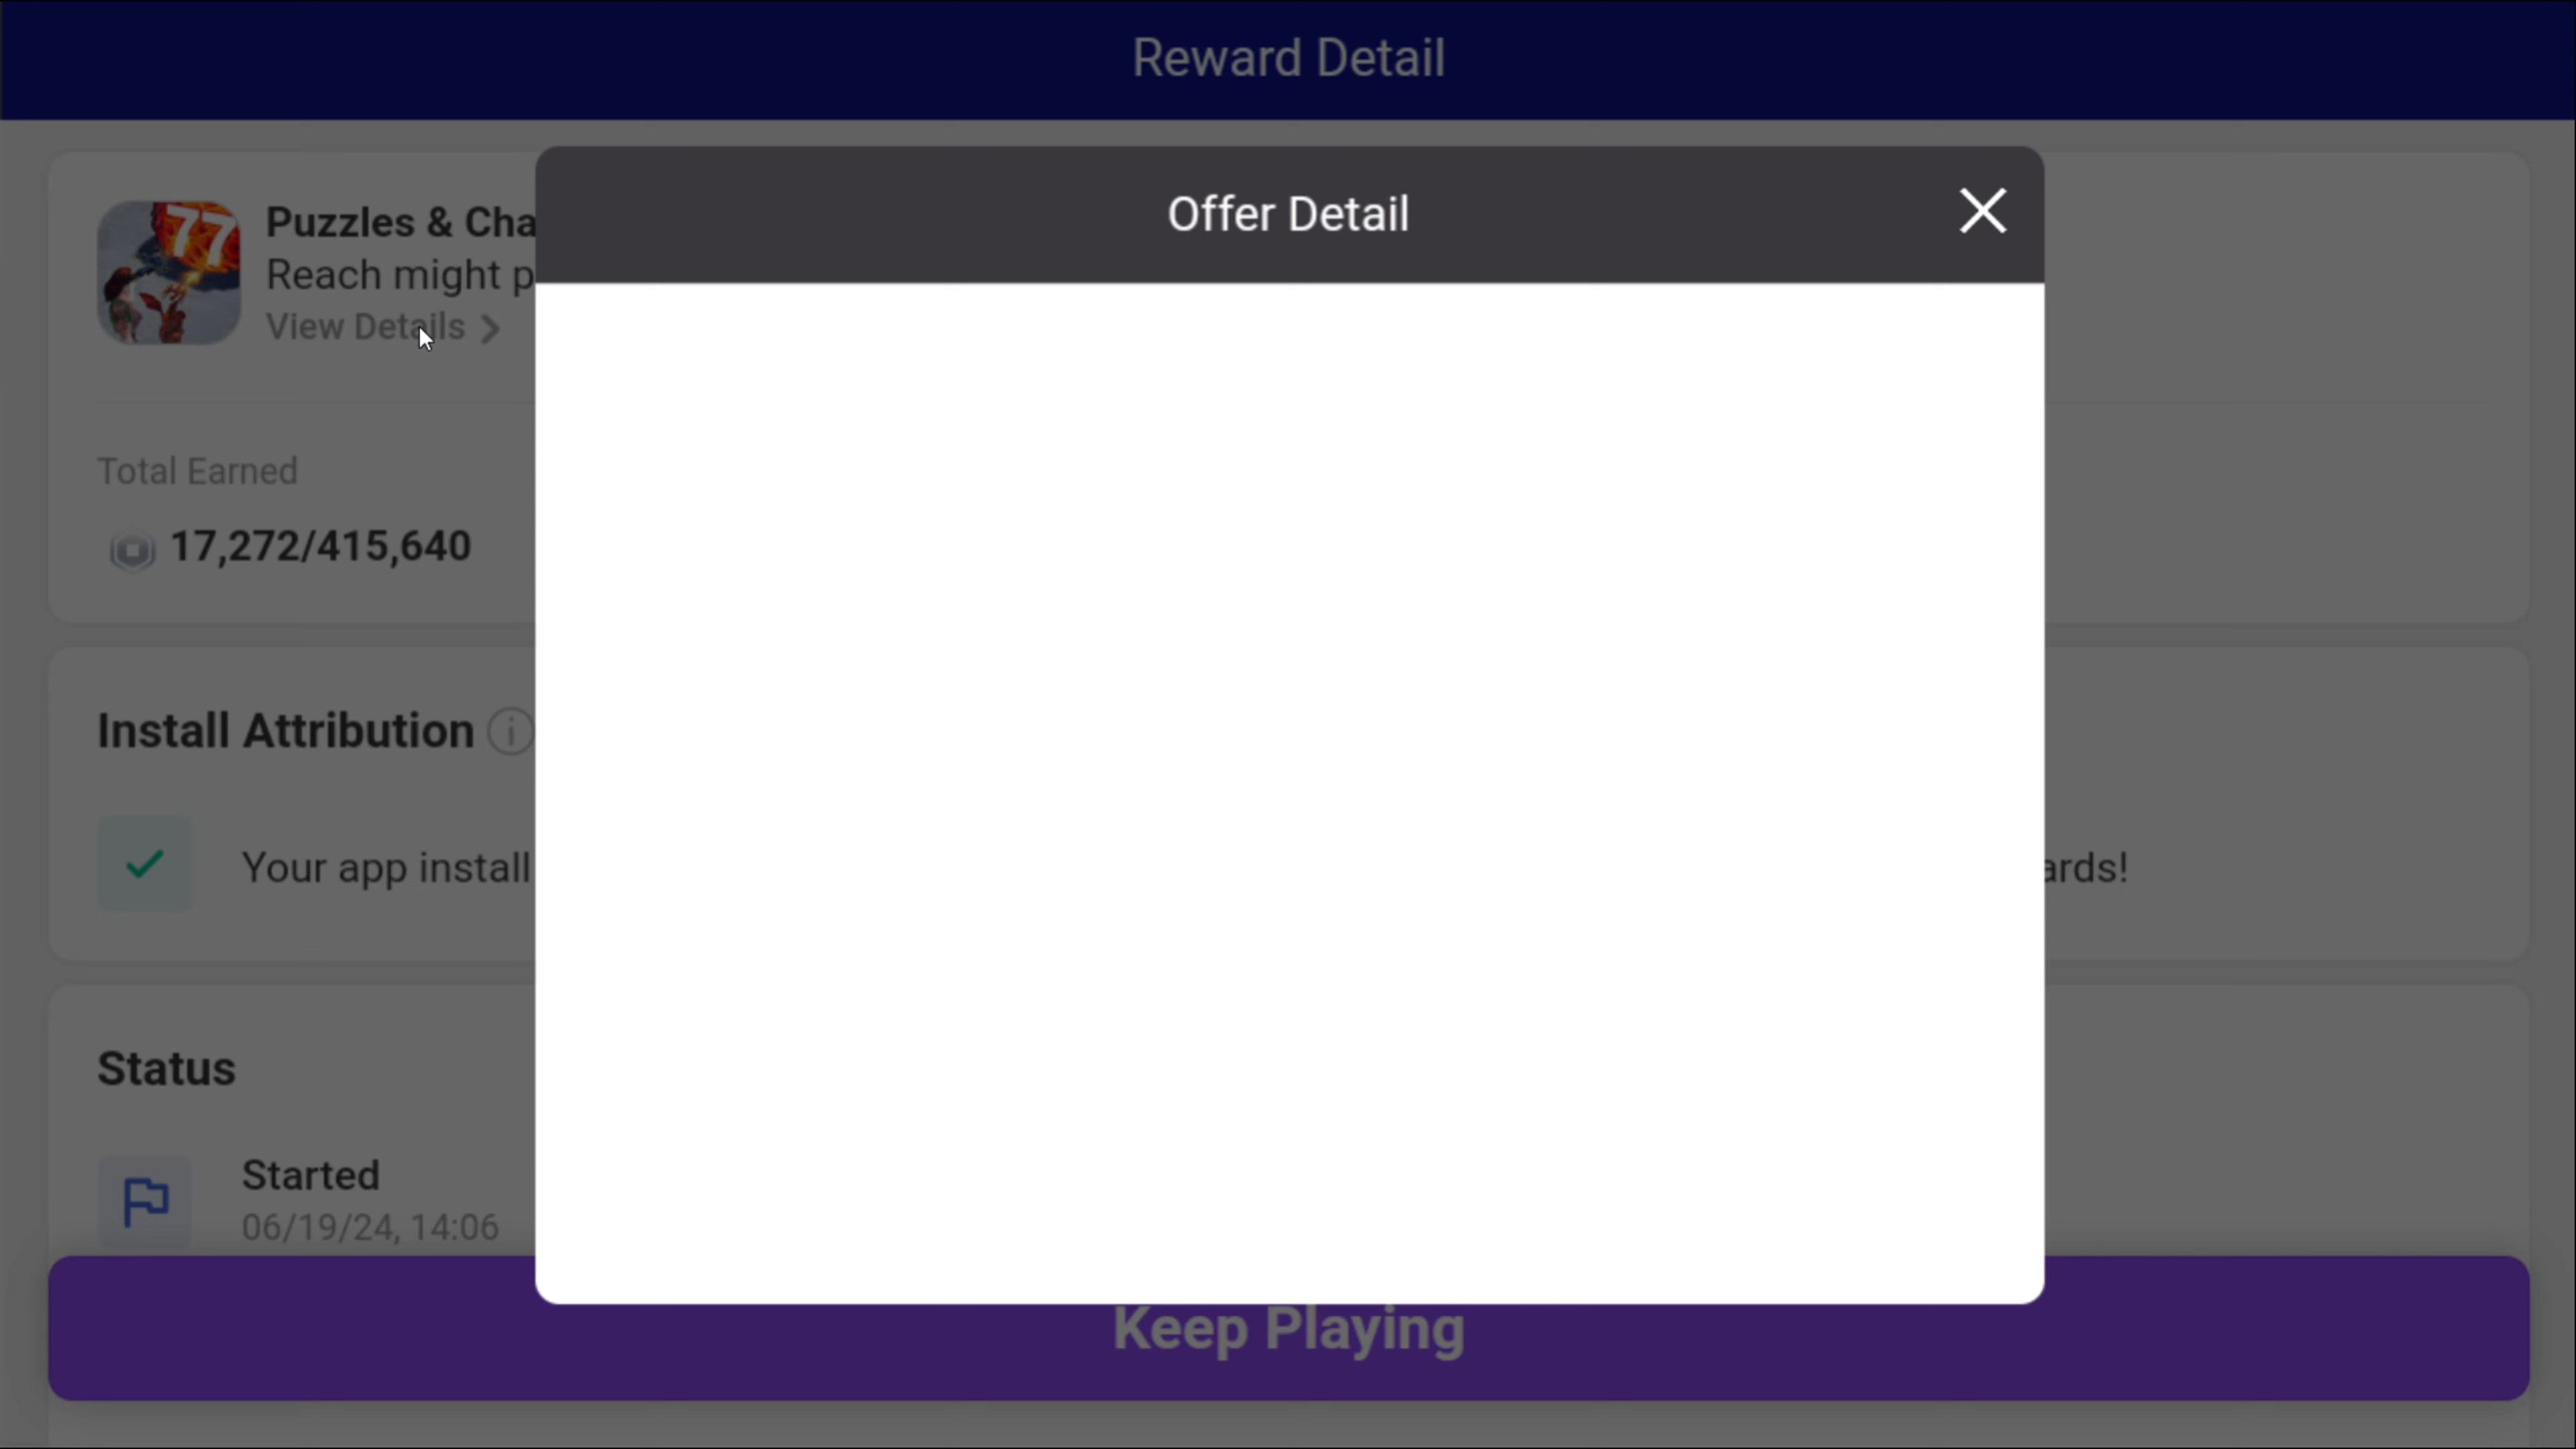 Reward Detail
Offer Detail
77
Puzzles & Cha
Reach might p
View Details
Total Earned
17,272/415,640
Install Attribution
Your app install
ards!
Status
Started
06/19/24, 14:06
Keep Playing